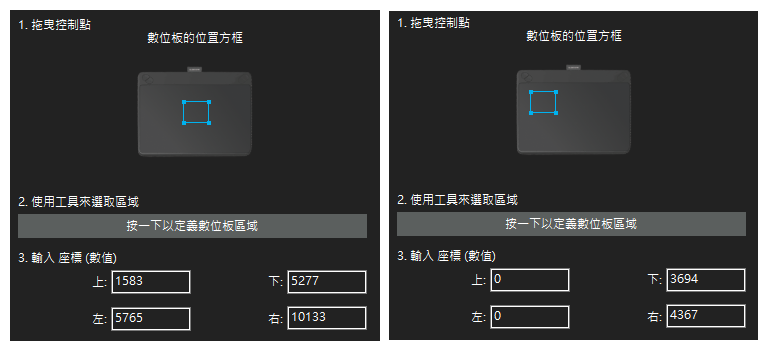 1. 拖曳控制點
數位板的位置方框
2. 使用工具來選取區域
按一下以定義數位板區域
3. 輸入 座標 (數值)
上: 1583 下: 5277
左: 5765 右: 10133
1. 拖曳控制點
數位板的位置方框
2. 使用工具來選取區域
按一下以定義數位板區域
3. 輸入 座標 (數值)
上: 0 下: 3694
左: 0 右: 4367